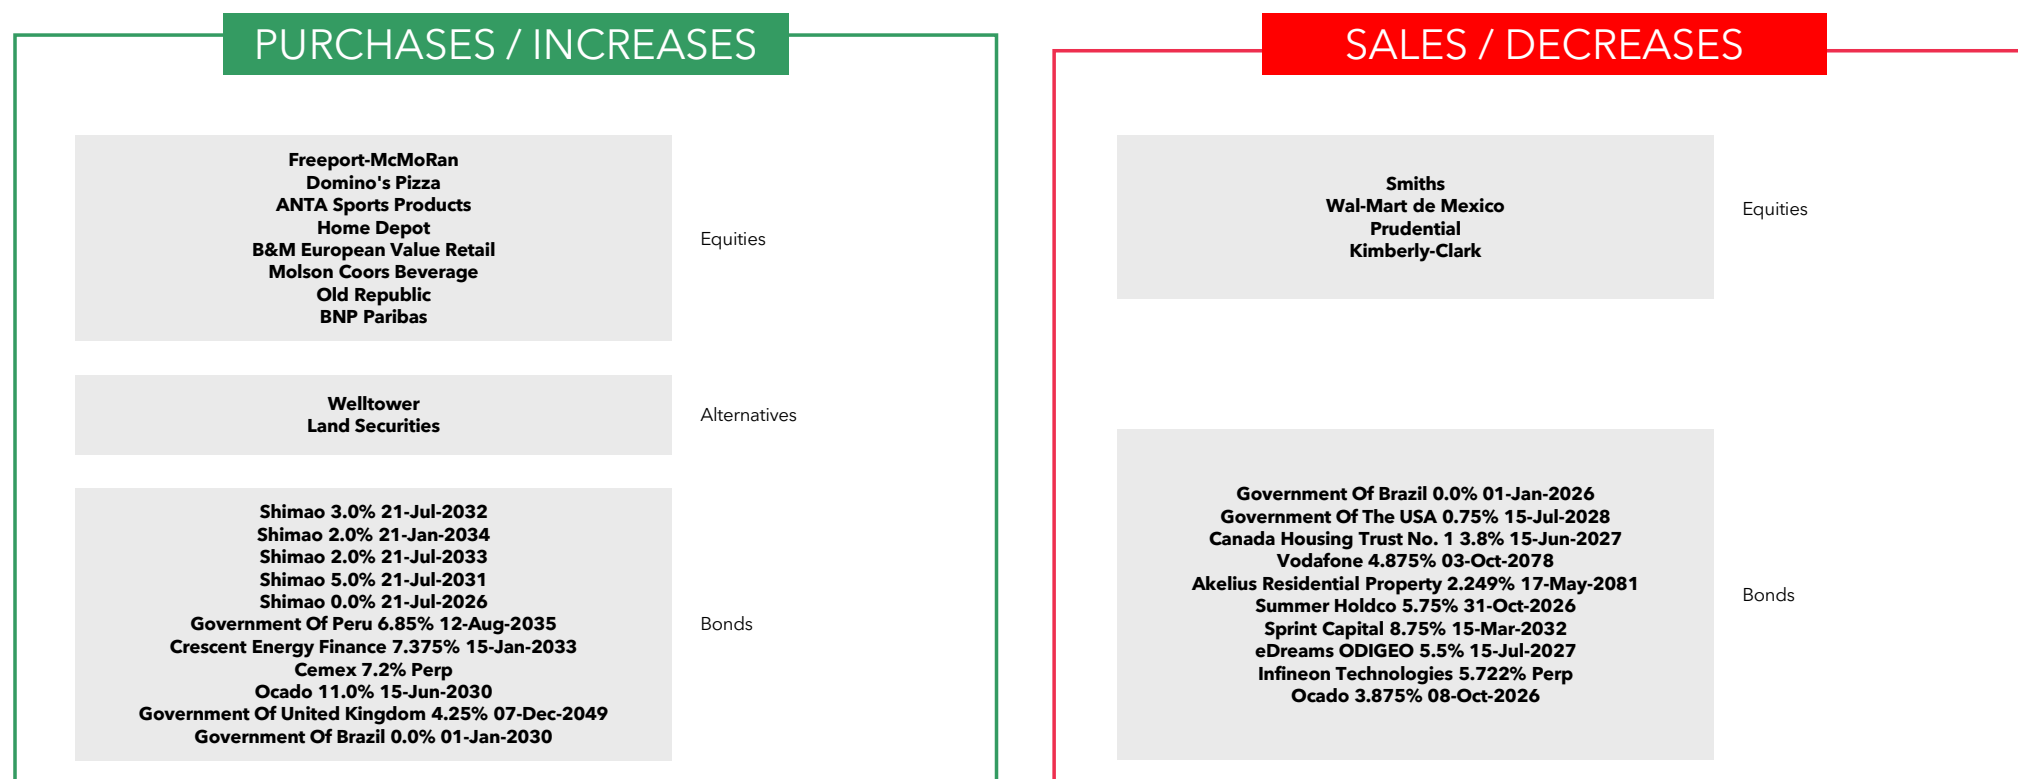 PURCHASES / INCREASES
Freeport-McMoRan
Domino's Pizza
ANTA Sports Products
Home Depot
B&M European Value Retail
Molson Coors Beverage
Old Republic
BNP Paribas
Equities
Welltower
Land Securities
Alternatives
Shimao 3.0% 21-Jul-2032
Shimao 2.0% 21-Jan-2034
Shimao 2.0% 21-Jul-2033
Shimao 5.0% 21-Jul-2031
Shimao 0.0% 21-Jul-2026
Government Of Peru 6.85% 12-Aug-2035
Crescent Energy Finance 7.375% 15-Jan-2033
Cemex 7.2% Perp
Ocado 11.0% 15-Jun-2030
Government Of United Kingdom 4.25% 07-Dec-2049
Government Of Brazil 0.0% 01-Jan-2030
Bonds
SALES / DECREASES
Smiths
Wal-Mart de Mexico
Prudential
Kimberly-Clark
Equities
Government Of Brazil 0.0% 01-Jan-2026
Government Of The USA 0.75% 15-Jul-2028
Canada Housing Trust No. 1 3.8% 15-Jun-2027
Vodafone 4.875% 03-Oct-2078
Akelius Residential Property 2.249% 17-May-2081
Summer Holdco 5.75% 31-Oct-2026
Sprint Capital 8.75% 15-Mar-2032
eDreams ODIGEO 5.5% 15-Jul-2027
Infineon Technologies 5.722% Perp
Ocado 3.875% 08-Oct-2026
Bonds